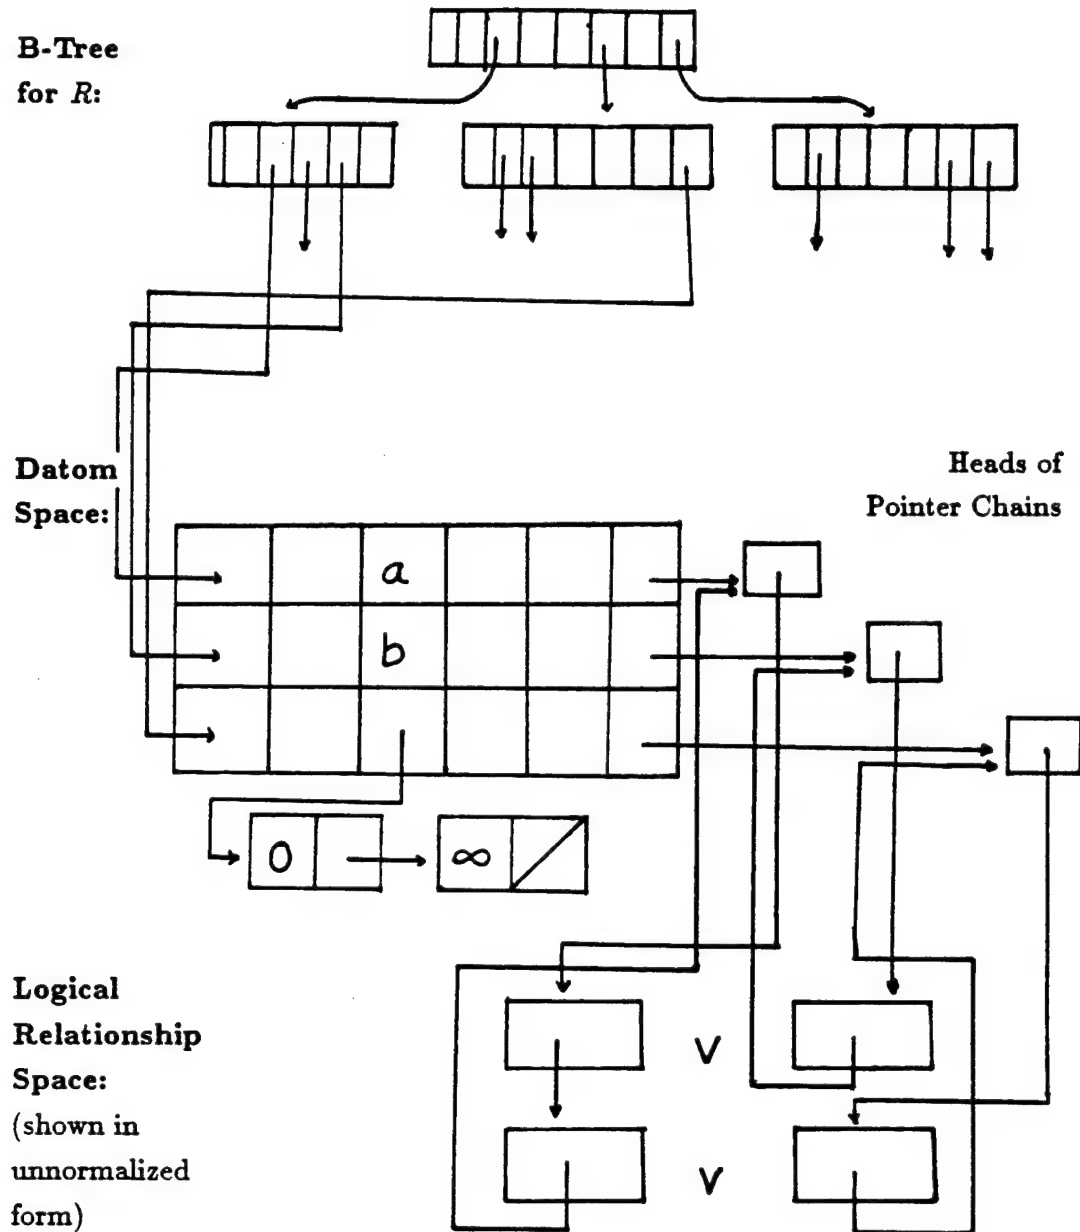 B-Tree
for R:
Datom
Space:
Heads of
Pointer Chains
a
b
0 ∞
Logical
Relationship
Space:
(shown in
unnormalized
form)
V
V